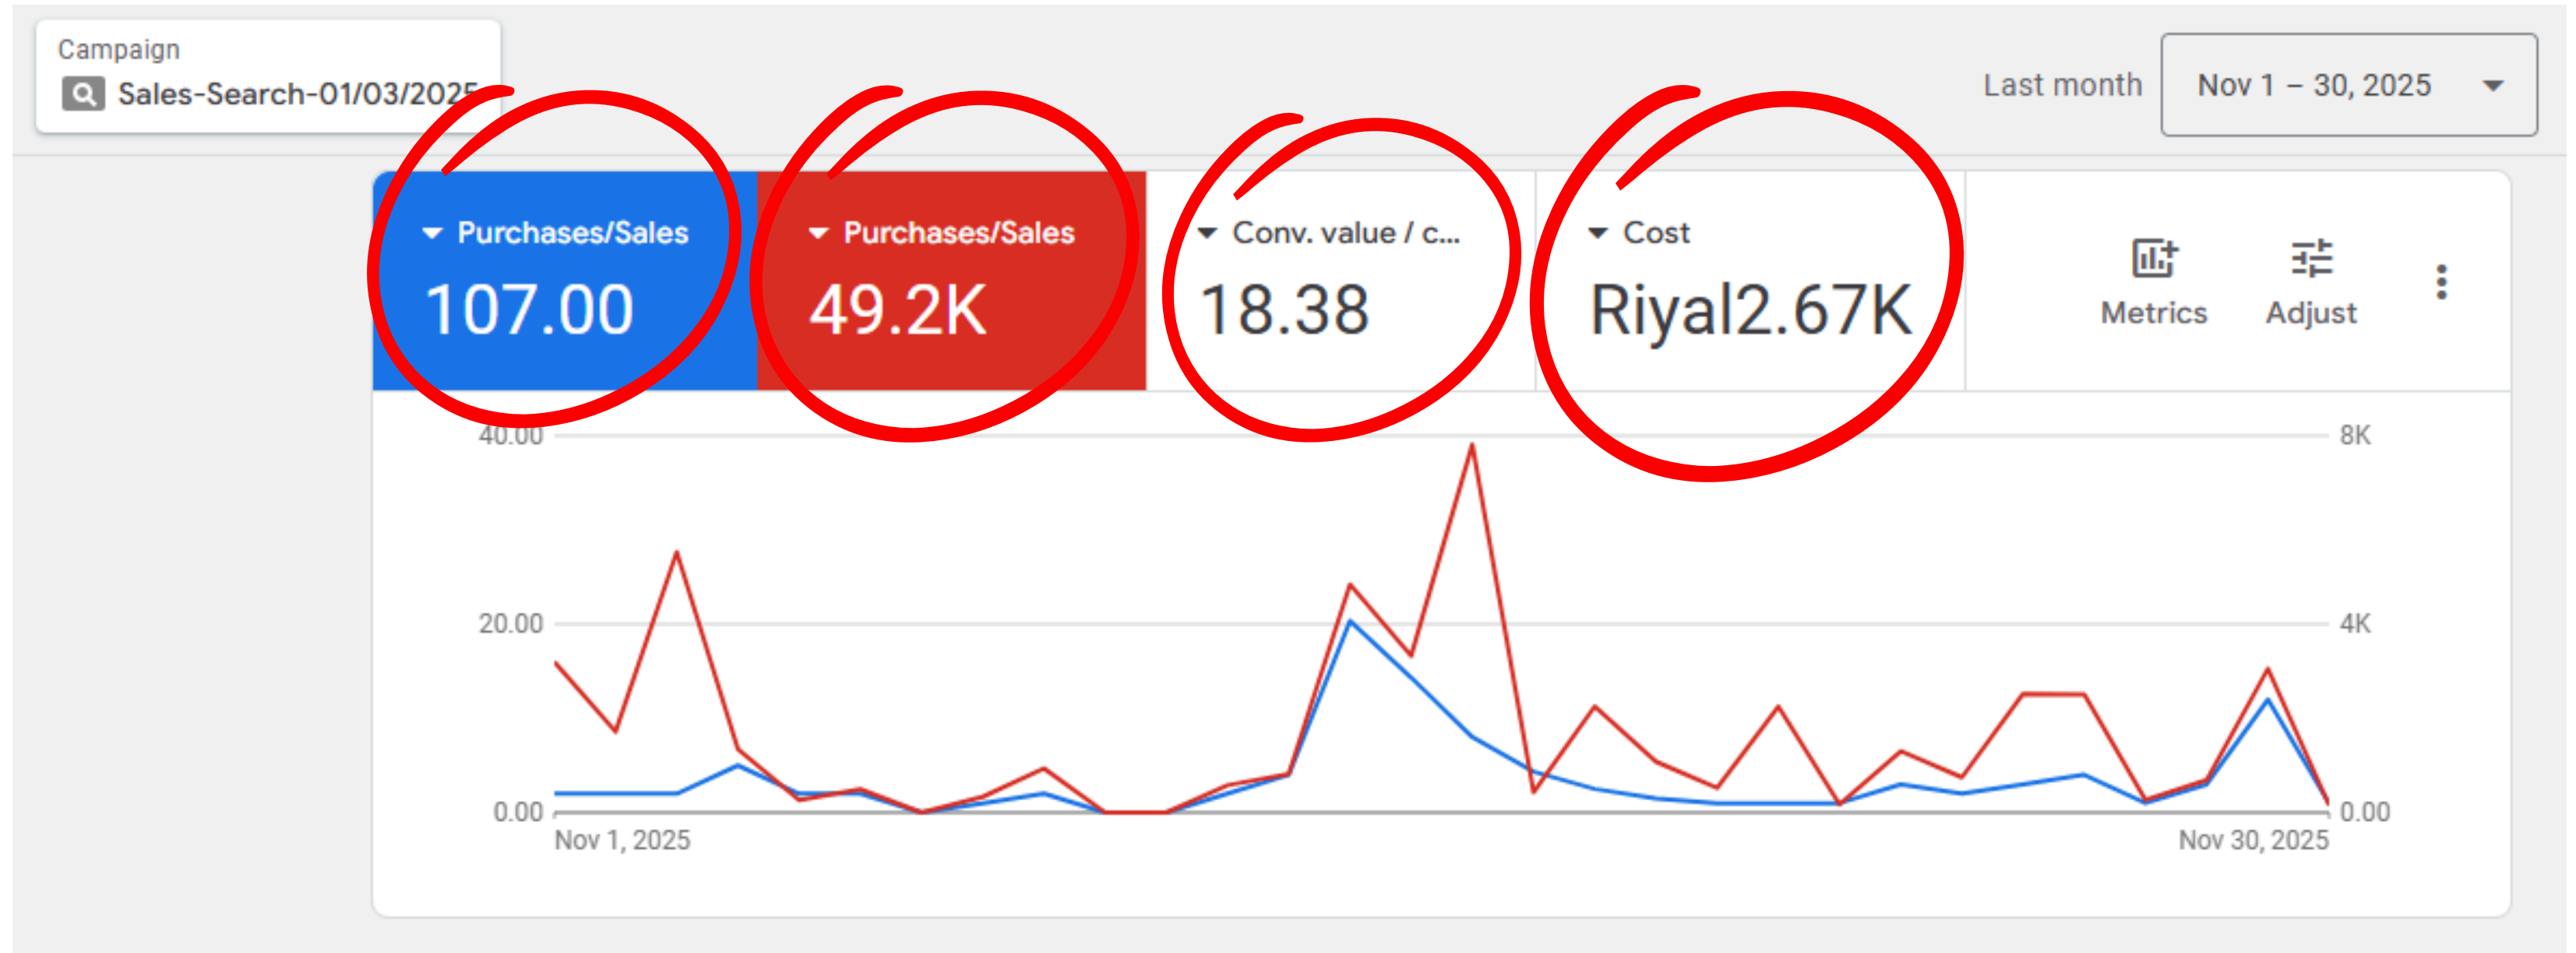 Campaign
Sales-Search-01/03/2025
Last month
Nov 1 – 30, 2025
Purchases/Sales
107.00
Purchases/Sales
49.2K
Conv. value / c...
18.38
Cost
Riyal2.67K
Metrics
Adjust
40.00
8K
20.00
4K
0.00
0.00
Nov 1, 2025
Nov 30, 2025